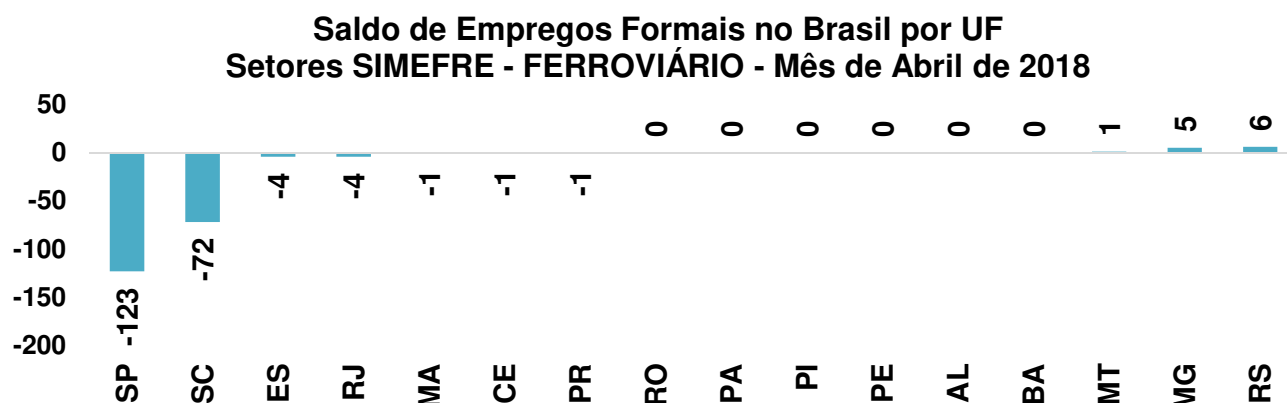 Saldo de Empregos Formais no Brasil por UF
Setores SIMEFRE - FERROVIÁRIO - Mês de Abril de 2018
50
0
-50
-100
-150
-200
-123
-72
-4
-4
-1
-1
-1
0
0
0
0
0
0
1
5
6
SP
SC
ES
RJ
MA
CE
PR
RO
PA
PI
PE
AL
BA
MT
MG
RS